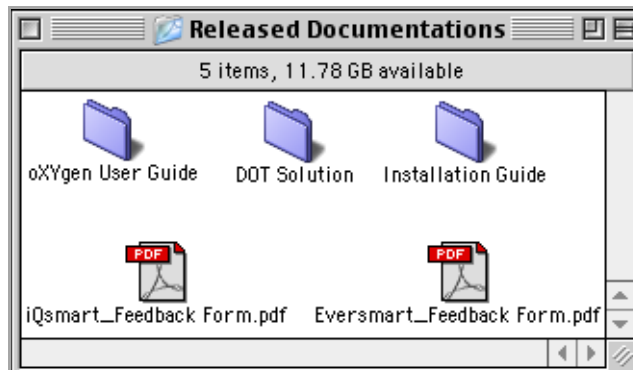 Released Documentations
5 items, 11.78 GB available
oXYgen User Guide DOT Solution Installation Guide
PDF PDF
iQsmart_Feedback Form.pdf Eversmart_Feedback Form.pdf